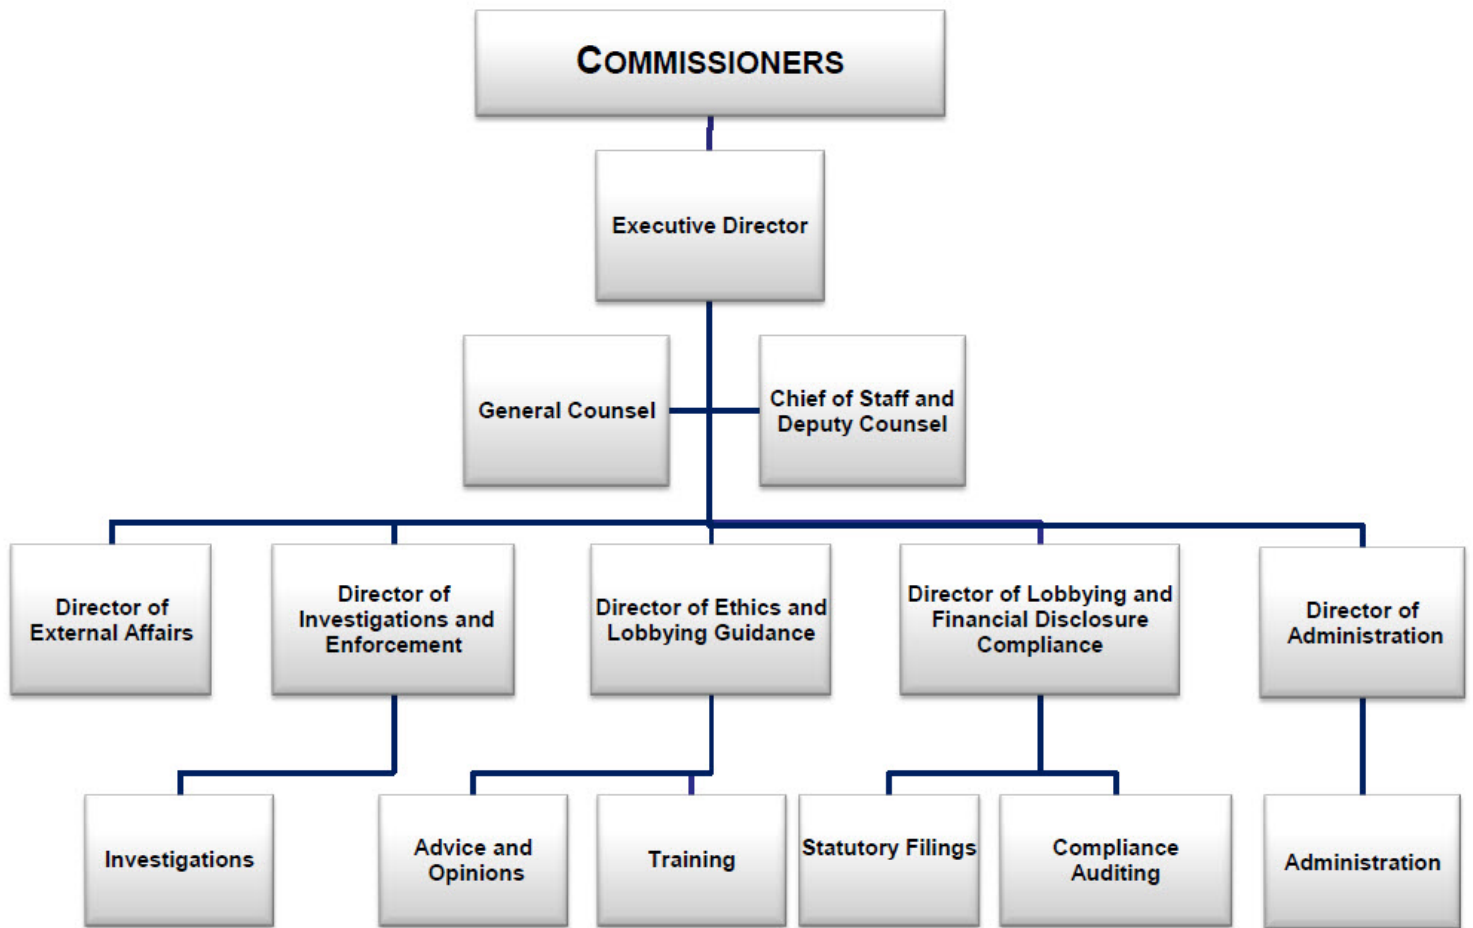 COMMISSIONERS
Executive Director
General Counsel
Chief of Staff and
Deputy Counsel
Director of
External Affairs
Director of
Investigations and
Enforcement
Director of Ethics and
Lobbying Guidance
Director of Lobbying and
Financial Disclosure
Compliance
Director of
Administration
Investigations
Advice and
Opinions
Training
Statutory Filings
Compliance
Auditing
Administration